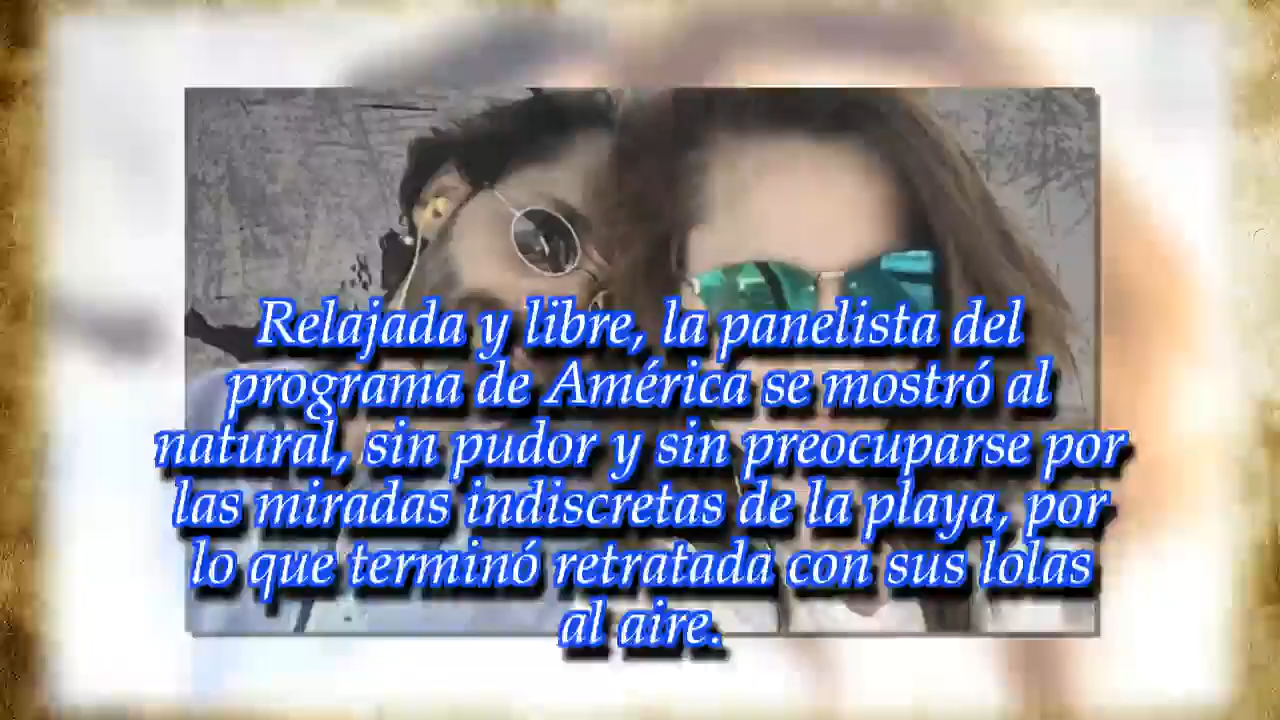 Relajada y libre, la panelista del
programa de América se mostró al
natural, sin pudor y sin preocuparse por
las miradas indiscretas de la playa, por
lo que terminó retratada con sus lolas
al aire.